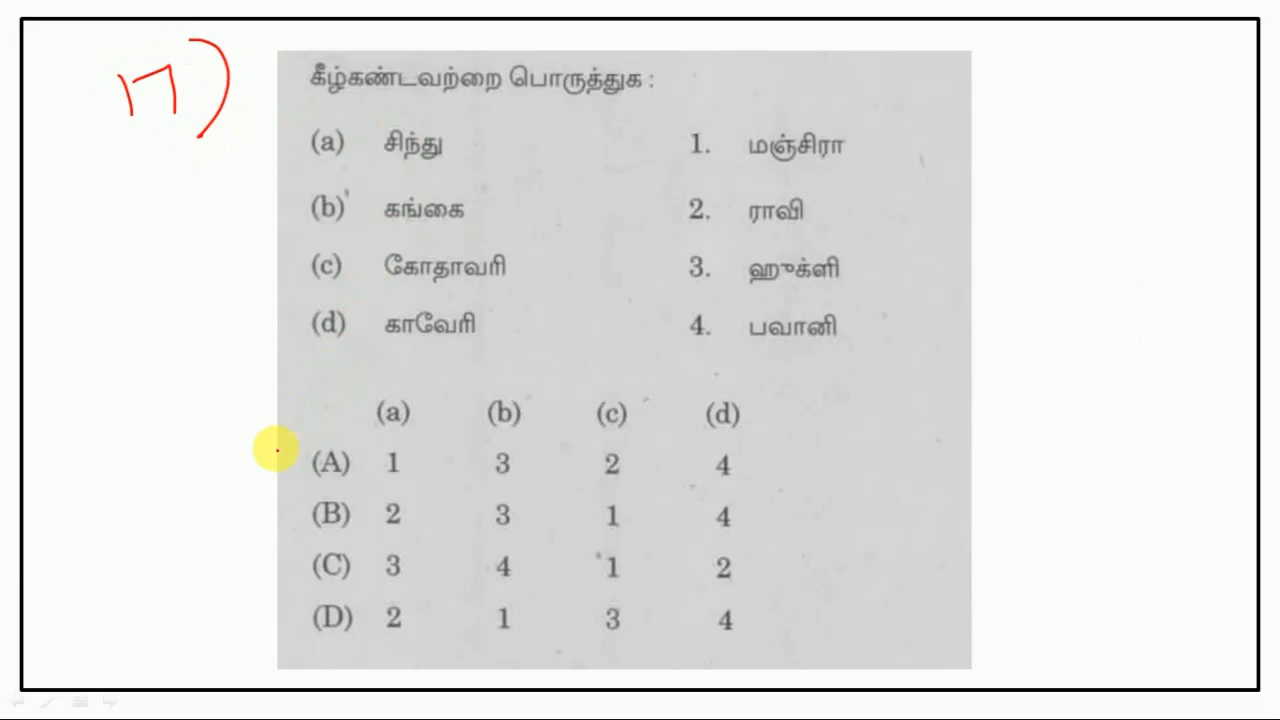 17)
கீழ்கண்டவற்றை பொருத்துக :
(a) சிந்து 1. மஞ்சிரா
(b) கங்கை 2. ராவி
(c) கோதாவரி 3. ஹுக்ளி
(d) காவேரி 4. பவானி
(a) (b) (c) (d)
(A) 1 3 2 4
(B) 2 3 1 4
(C) 3 4 1 2
(D) 2 1 3 4